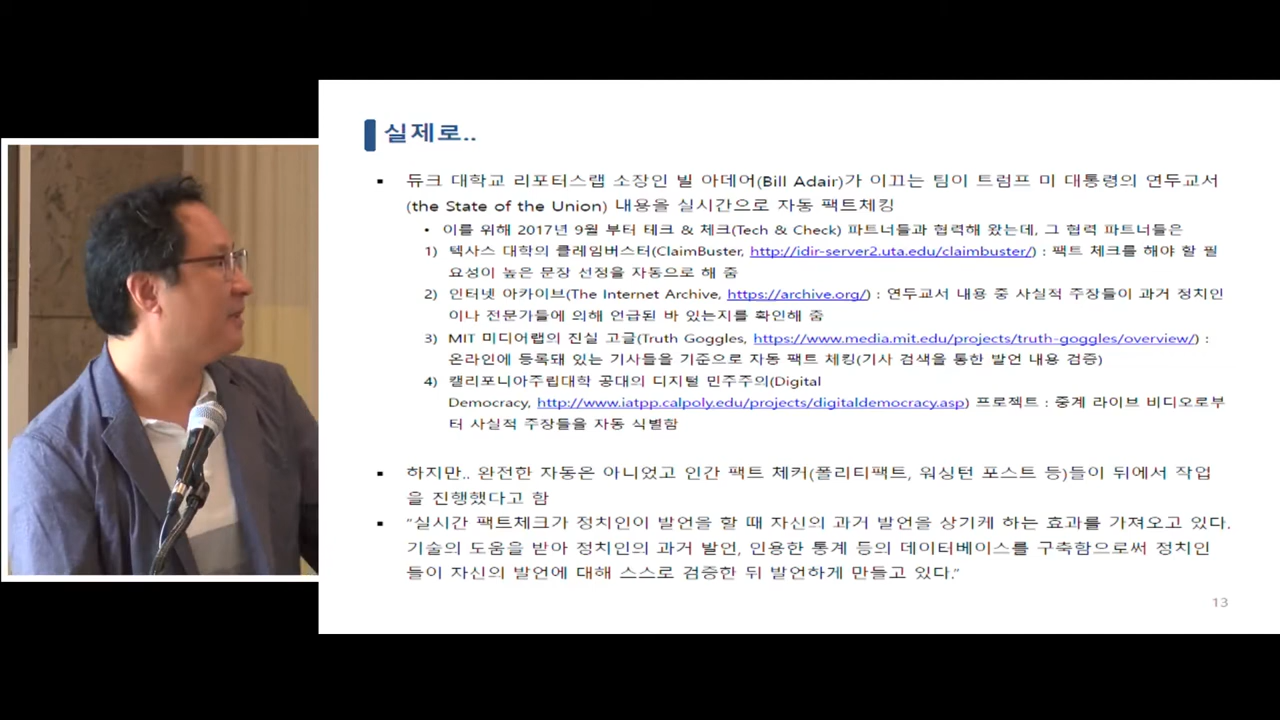 실제로..
▪ 듀크 대학교 리포터스랩 소장인 빌 아데어(Bill Adair)가 이끄는 팀이 트럼프 미 대통령의 연두교서
(the State of the Union) 내용을 실시간으로 자동 팩트체킹
• 이를 위해 2017년 9월 부터 테크 & 체크(Tech & Check) 파트너들과 협력해 왔는데, 그 협력 파트너들은
1) 텍사스 대학의 클레임버스터(ClaimBuster, http://idir-server2.uta.edu/claimbuster/) : 팩트 체크를 해야 할 필
요성이 높은 문장 선정을 자동으로 해 줌
2) 인터넷 아카이브(The Internet Archive, https://archive.org/) : 연두교서 내용 중 사실적 주장들이 과거 정치인
이나 전문가들에 의해 언급된 바 있는지를 확인해 줌
3) MIT 미디어랩의 진실 고글(Truth Goggles, https://www.media.mit.edu/projects/truth-goggles/overview/) :
온라인에 등록돼 있는 기사들을 기준으로 자동 팩트 체킹(기사 검색을 통한 발언 내용 검증)
4) 캘리포니아주립대학 공대의 디지털 민주주의(Digital
Democracy, http://www.iatpp.calpoly.edu/projects/digitaldemocracy.asp) 프로젝트 : 중계 라이브 비디오로부
터 사실적 주장들을 자동 식별함
▪ 하지만.. 완전한 자동은 아니었고 인간 팩트 체커(폴리티팩트, 워싱턴 포스트 등)들이 뒤에서 작업
을 진행했다고 함
▪ "실시간 팩트체크가 정치인이 발언을 할 때 자신의 과거 발언을 상기케 하는 효과를 가져오고 있다.
기술의 도움을 받아 정치인의 과거 발언, 인용한 통계 등의 데이터베이스를 구축함으로써 정치인
들이 자신의 발언에 대해 스스로 검증한 뒤 발언하게 만들고 있다."
13